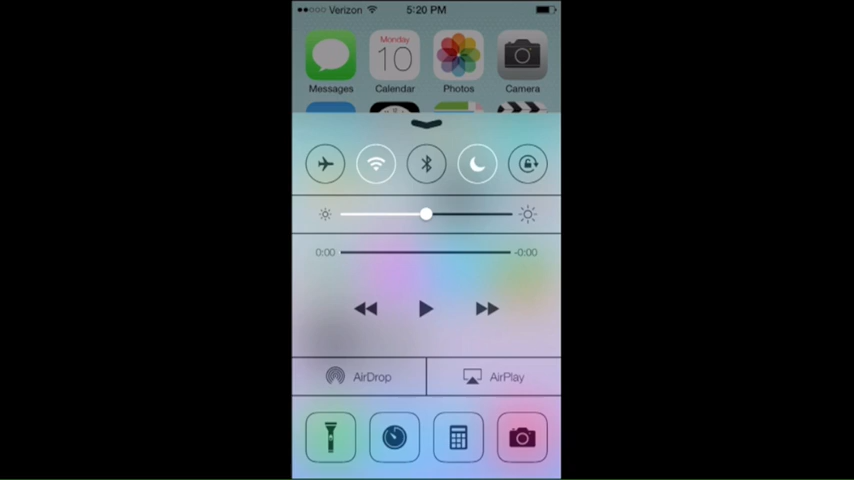 Verizon 5:20 PM
Monday
10
Messages Calendar Photos Camera
0:00 -0:00
AirDrop AirPlay